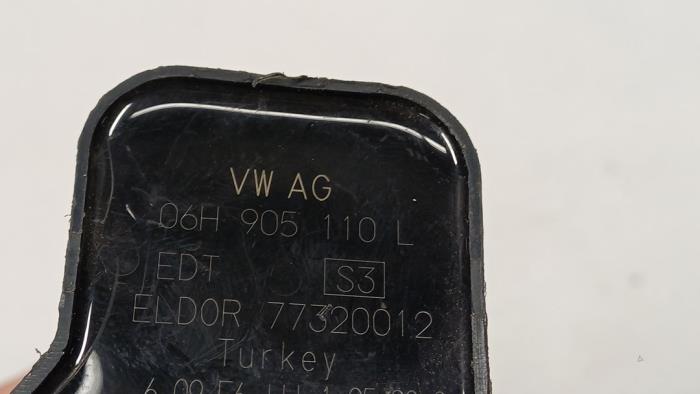 VW AG
06H 905 110 L
EDT S3
ELDOR 77320012
Turkey